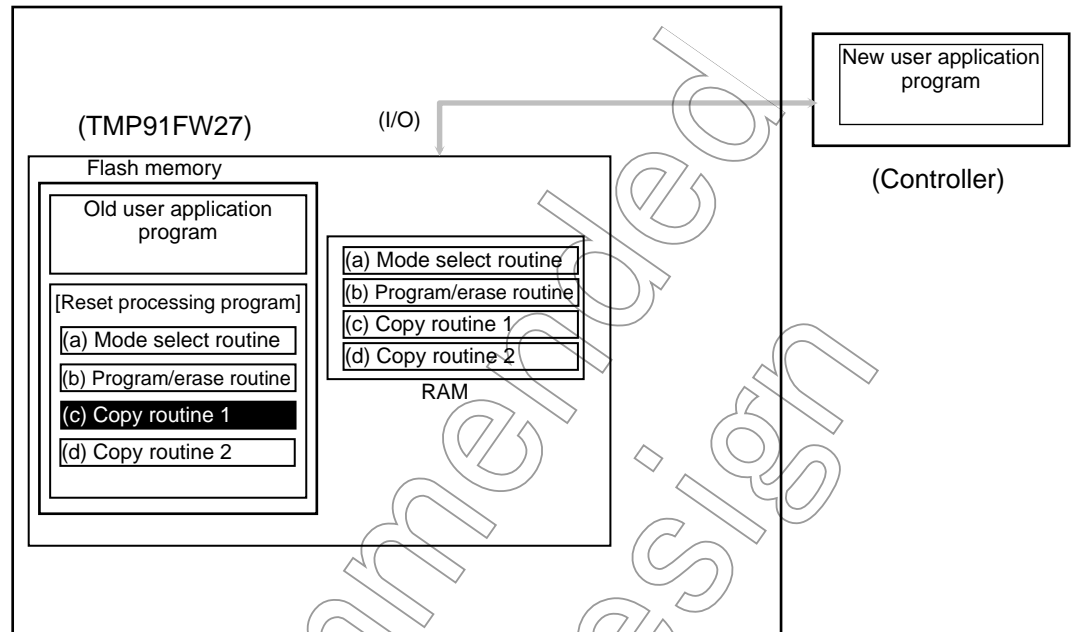 New user application
program
(Controller)
(I/O)
(TMP91FW27)
Flash memory
Old user application
program
[Reset processing program]
(a) Mode select routine
(b) Program/erase routine
(c) Copy routine 1
(d) Copy routine 2
(a) Mode select routine
(b) Program/erase routine
(c) Copy routine 1
(d) Copy routine 2
RAM